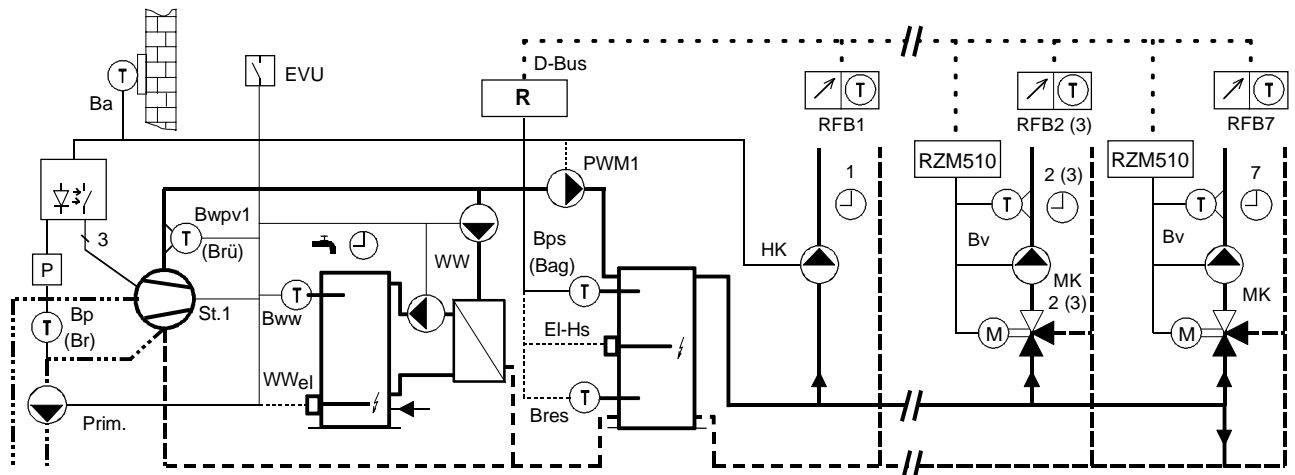 D-Bus
EVU
R
T
Ba
T
T
T
RFB1
RFB2 (3)
RFB7
RZM510
RZM510
PWM1
1
2 (3)
7
T
T
3
Bwpv1
(Brü)
T
WW
Bps
(Bag)
HK
Bv
Bv
P
Bp
(Br)
T
St.1
Bww
T
T
MK
2 (3)
MK
M
M
El-Hs
WWel
Bres
T
Prim.